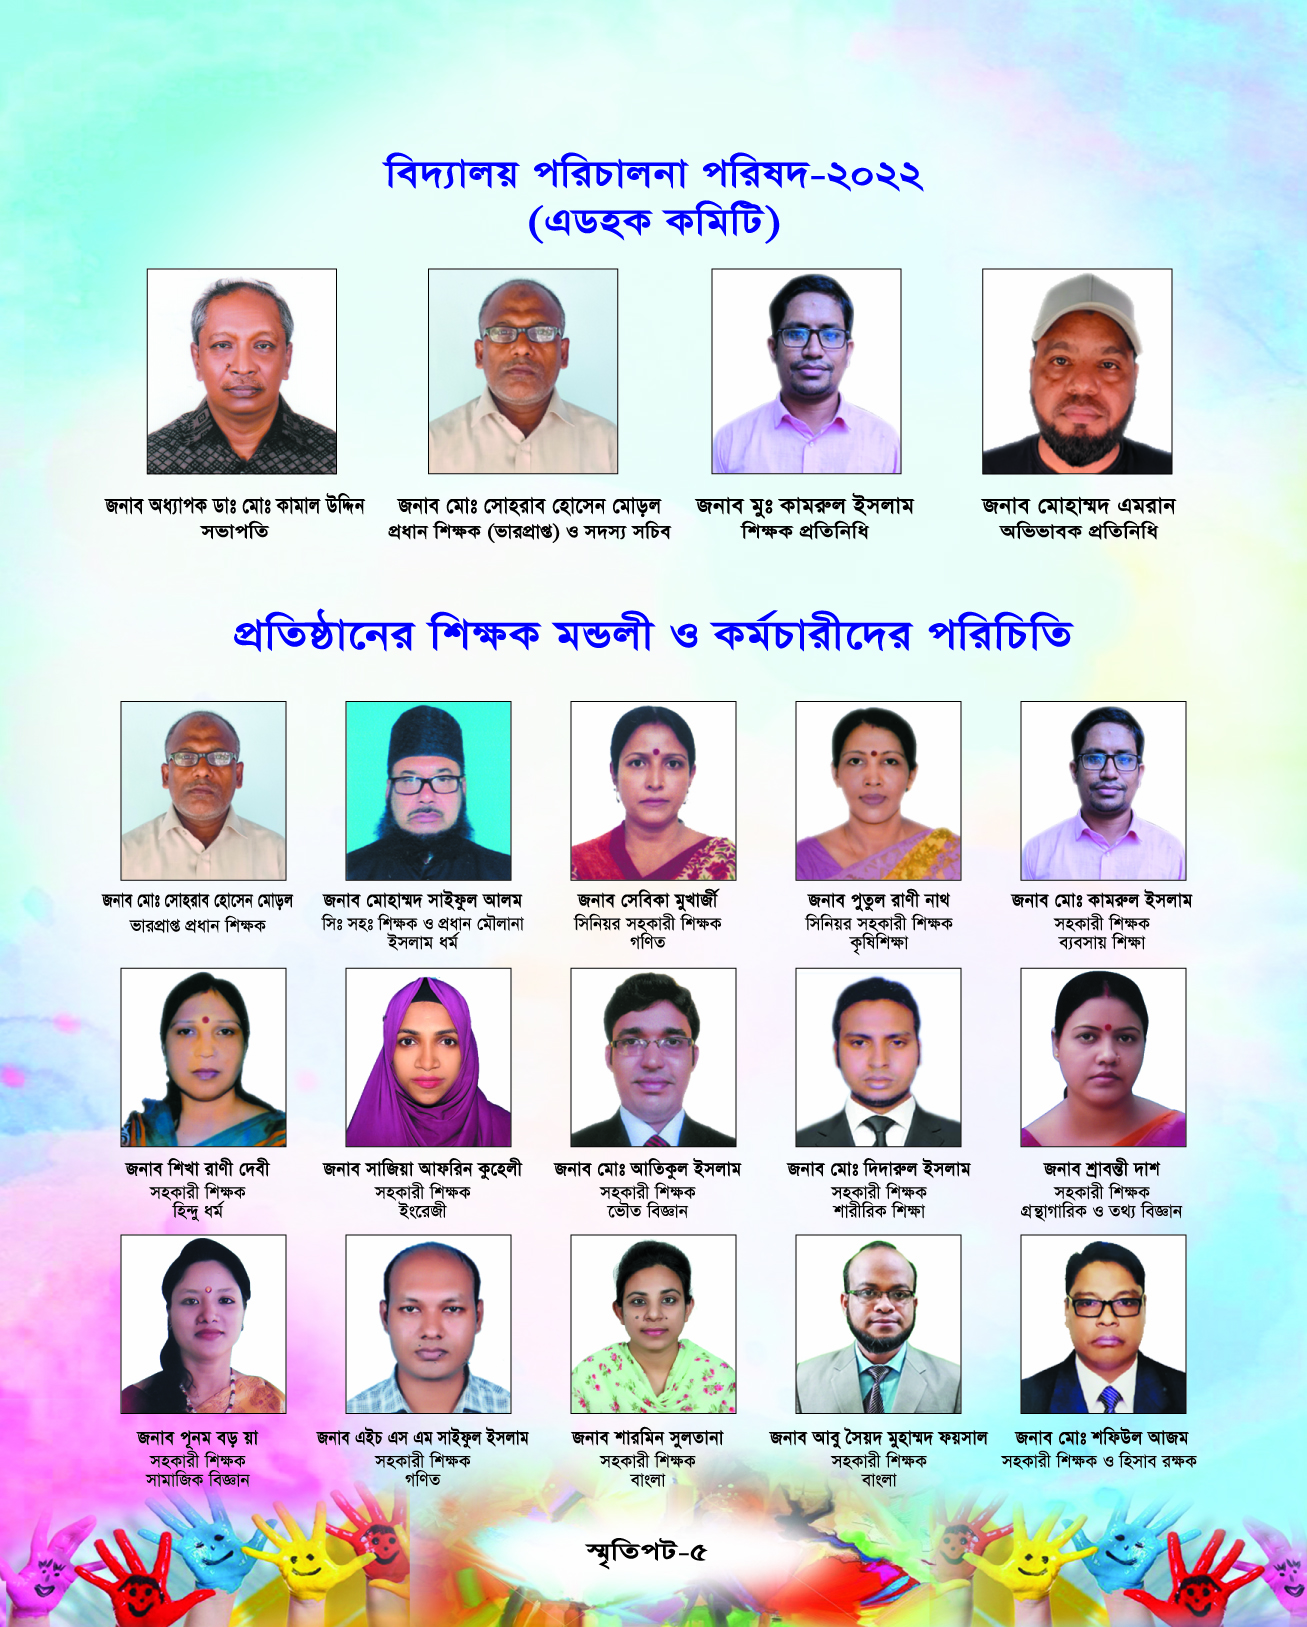 বিদ্যালয় পরিচালনা পরিষদ-২০২২
(এডহক কমিটি)
জনাব অধ্যাপক ডাঃ মোঃ কামাল উদ্দিন
সভাপতি
জনাব মোঃ সোহরাব হোসেন মোড়ল
প্রধান শিক্ষক (ভারপ্রাপ্ত) ও সদস্য সচিব
জনাব মুঃ কামরুল ইসলাম
শিক্ষক প্রতিনিধি
জনাব মোহাম্মদ এমরান
অভিভাবক প্রতিনিধি
প্রতিষ্ঠানের শিক্ষক মন্ডলী ও কর্মচারীদের পরিচিতি
জনাব মোঃ সোহরাব হোসেন মোড়ল
ভারপ্রাপ্ত প্রধান শিক্ষক
জনাব মোহাম্মদ সাইফুল আলম
সিঃ সহঃ শিক্ষক ও প্রধান মৌলানা
ইসলাম ধর্ম
জনাব সেবিকা মুখার্জী
সিনিয়র সহকারী শিক্ষক
গণিত
জনাব পুতুল রাণী নাথ
সিনিয়র সহকারী শিক্ষক
কৃষিশিক্ষা
জনাব মোঃ কামরুল ইসলাম
সহকারী শিক্ষক
ব্যবসায় শিক্ষা
জনাব শিখা রাণী দেবী
সহকারী শিক্ষক
হিন্দু ধর্ম
জনাব সাজিয়া আফরিন কুহেলী
সহকারী শিক্ষক
ইংরেজী
জনাব মোঃ আতিকুল ইসলাম
সহকারী শিক্ষক
ভৌত বিজ্ঞান
জনাব মোঃ দিদারুল ইসলাম
সহকারী শিক্ষক
শারীরিক শিক্ষা
জনাব শ্রাবন্তী দাশ
সহকারী শিক্ষক
গ্রন্থাগারিক ও তথ্য বিজ্ঞান
জনাব পূনম বড় য়া
সহকারী শিক্ষক
সামাজিক বিজ্ঞান
জনাব এইচ এস এম সাইফুল ইসলাম
সহকারী শিক্ষক
গণিত
জনাব শারমিন সুলতানা
সহকারী শিক্ষক
বাংলা
জনাব আবু সৈয়দ মুহাম্মদ ফয়সাল
সহকারী শিক্ষক
বাংলা
জনাব মোঃ শফিউল আজম
সহকারী শিক্ষক ও হিসাব রক্ষক
স্মৃতিপট-৫